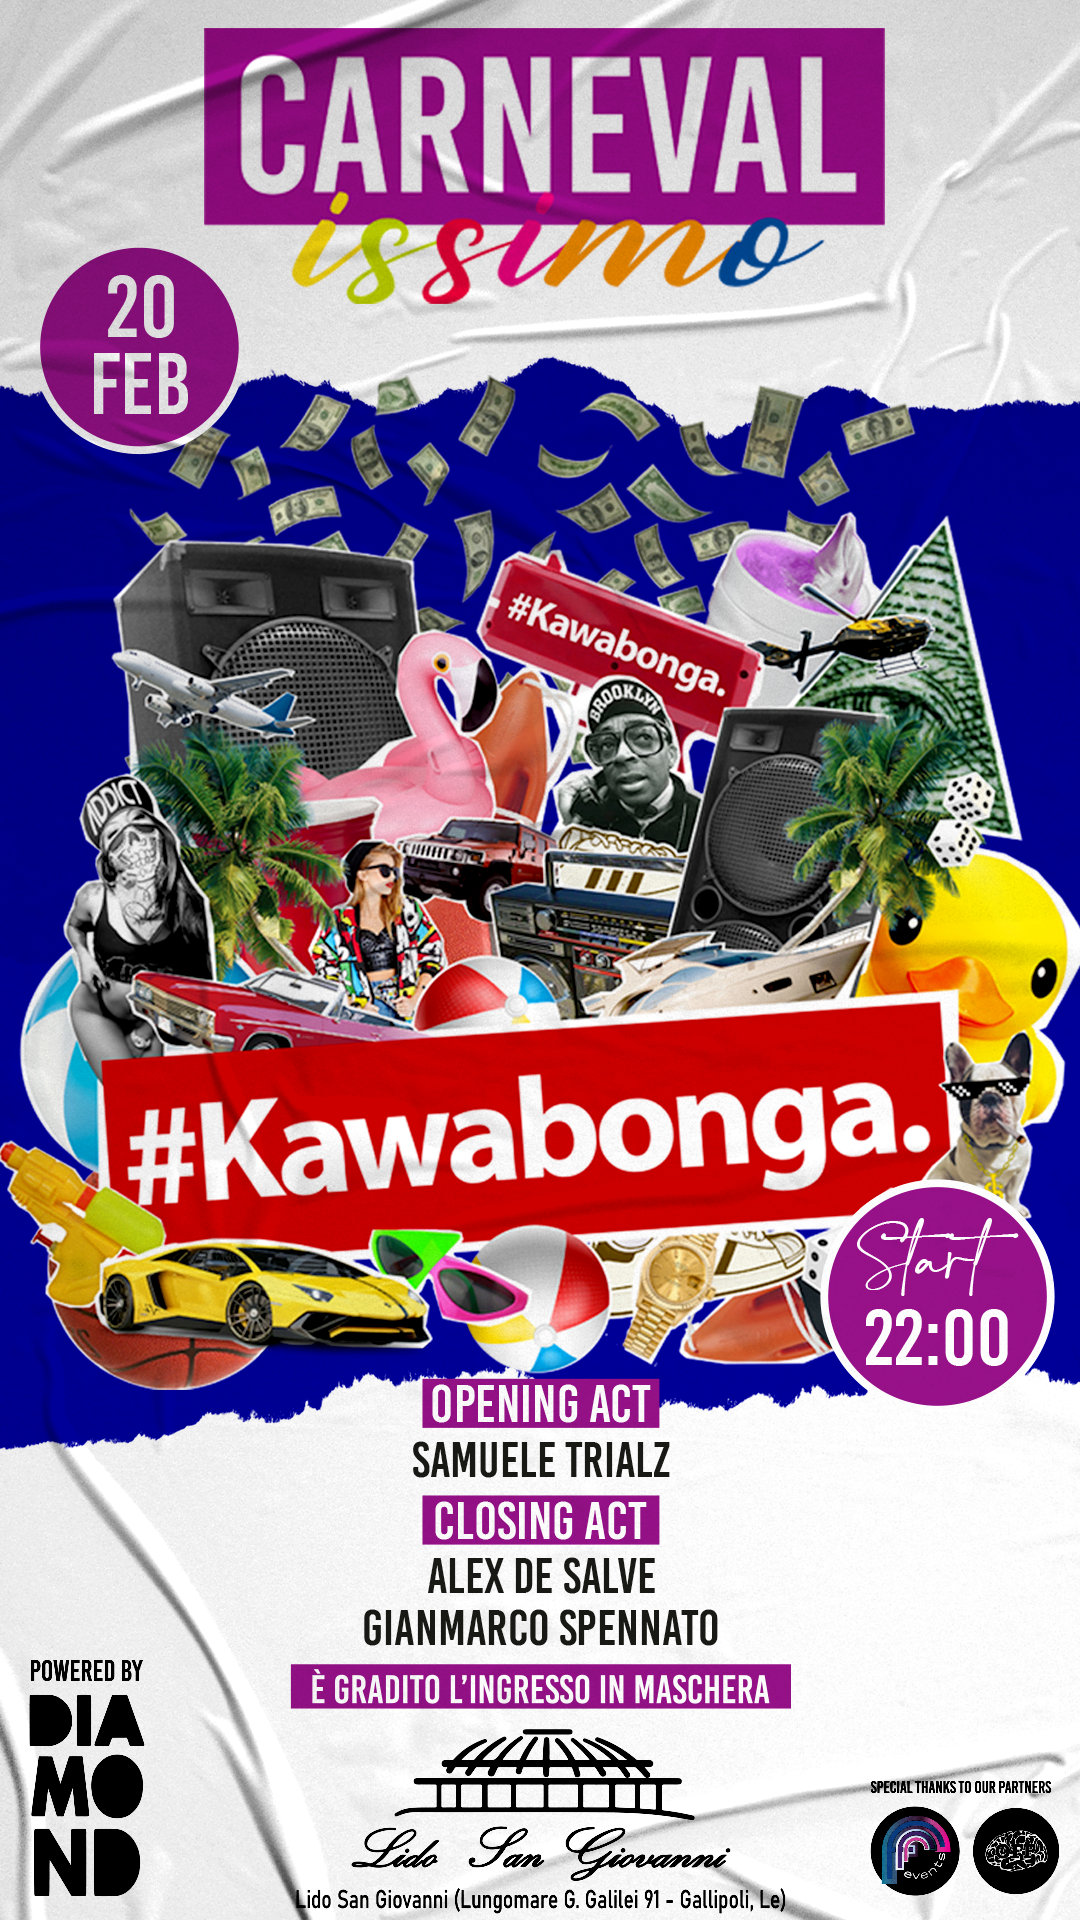 CARNEVAL
issimo
20
FEB
#Kawabonga.
BROOKLYN
ADDICT
#Kawabonga.
Start
22:00
OPENING ACT
SAMUELE TRIALZ
CLOSING ACT
ALEX DE SALVE
GIANMARCO SPENNATO
È GRADITO L'INGRESSO IN MASCHERA
POWERED BY
DIA
MO
ND
Lido San Giovanni
Lido San Giovanni (Lungomare G. Galilei 91 - Gallipoli, Le)
SPECIAL THANKS TO OUR PARTNERS
events